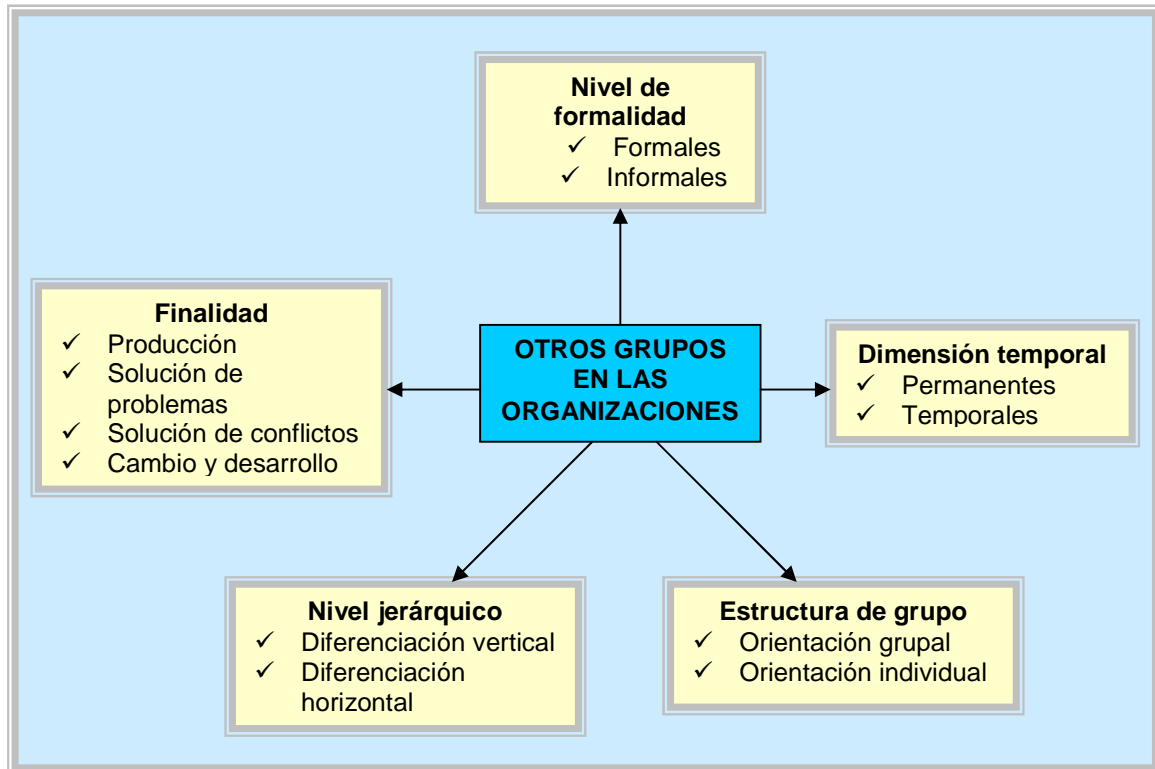 Nivel de
formalidad
✓ Formales
✓ Informales
Finalidad
✓ Producción
✓ Solución de
problemas
✓ Solución de conflictos
✓ Cambio y desarrollo
OTROS GRUPOS
EN LAS
ORGANIZACIONES
Dimensión temporal
✓ Permanentes
✓ Temporales
Nivel jerárquico
✓ Diferenciación vertical
✓ Diferenciación
horizontal
Estructura de grupo
✓ Orientación grupal
✓ Orientación individual